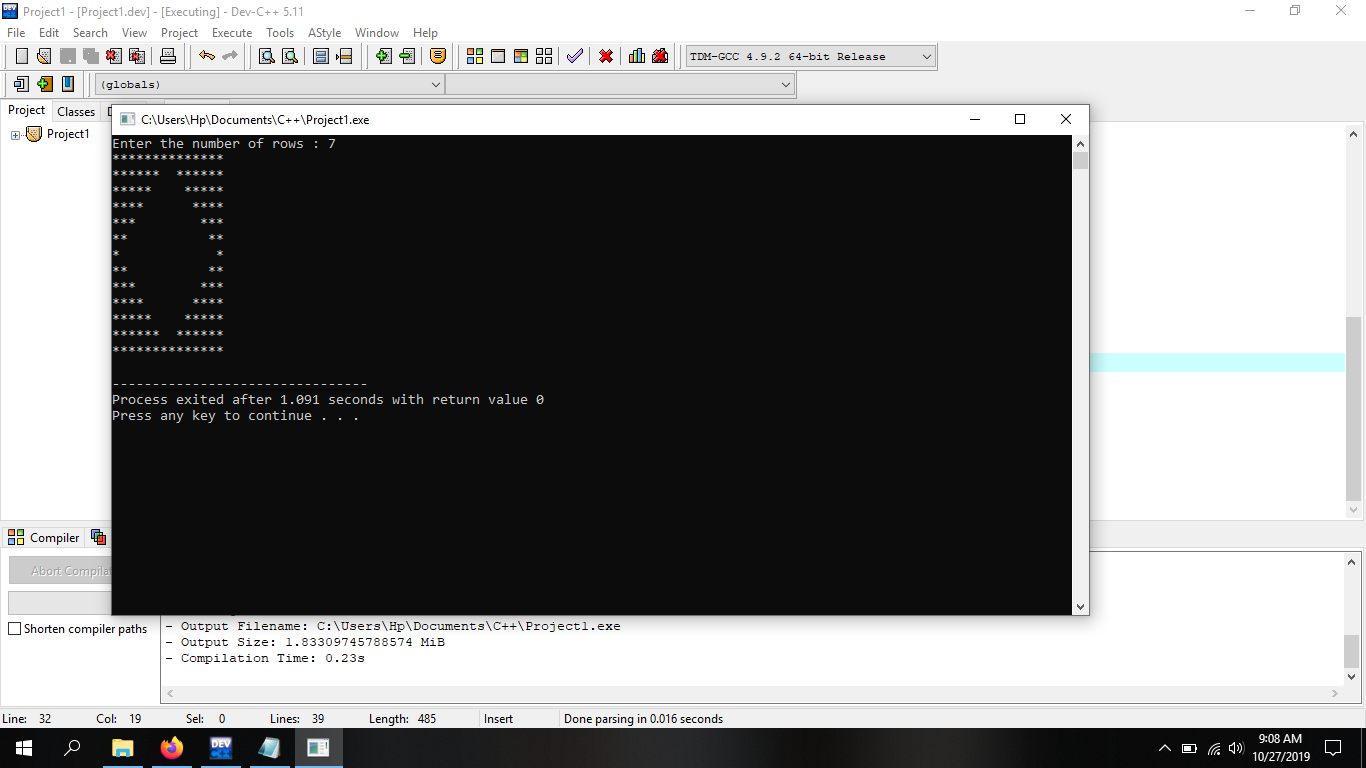 Project1 - [Project1.dev] - [Executing] - Dev-C++ 5.11
File Edit Search View Project Execute Tools AStyle Window Help
TDM-GCC 4.9.2 64-bit Release
(globals)
Project Classes
Project1
C:\Users\Hp\Documents\C++\Project1.exe
Enter the number of rows : 7
**************
******  ******
*****    *****
****      ****
***        ***
**          **
*            *
**          **
***        ***
****      ****
*****    *****
******  ******
**************
--------------------------------
Process exited after 1.091 seconds with return value 0
Press any key to continue . . .
Compiler
Abort Compilat
Shorten compiler paths
- Output Filename: C:\Users\Hp\Documents\C++\Project1.exe
- Output Size: 1.83309745788574 MiB
- Compilation Time: 0.23s
Line: 32 Col: 19 Sel: 0 Lines: 39 Length: 485 Insert Done parsing in 0.016 seconds
DEV C++
9:08 AM
10/27/2019